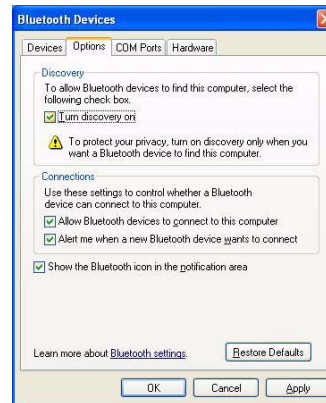 Bluetooth Devices
Devices Options COM Ports Hardware
Discovery
To allow Bluetooth devices to find this computer, select the
following check box.
Turn discovery on
To protect your privacy, turn on discovery only when you
want a Bluetooth device to find this computer.
Connections
Use these settings to control whether a Bluetooth
device can connect to this computer.
Allow Bluetooth devices to connect to this computer
Alert me when a new Bluetooth device wants to connect
Show the Bluetooth icon in the notification area
Learn more about Bluetooth settings. Restore Defaults
OK Cancel Apply